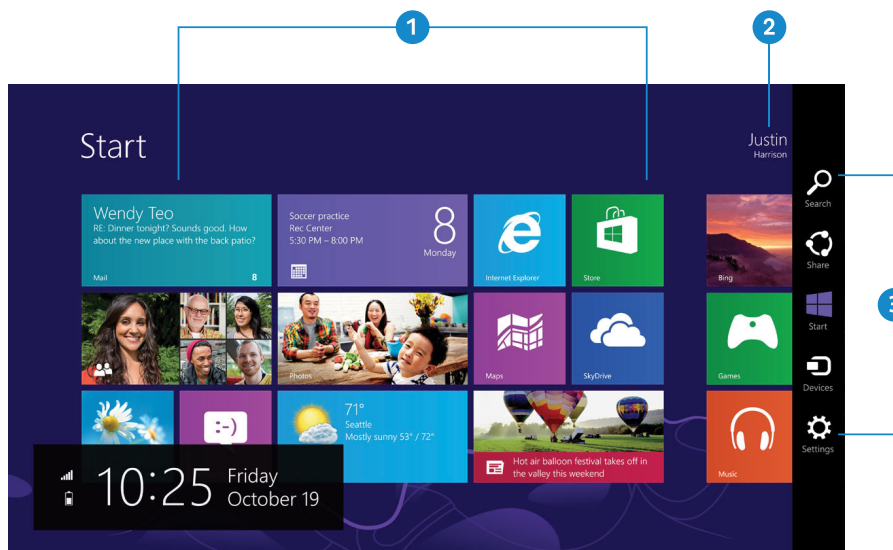 1
2
Start
Justin
Harrison
Wendy Teo
RE: Dinner tonight? Sounds good. How
about the new place with the back patio?
Mail
8
Soccer practice
Rec Center
5:30 PM – 8:00 PM
8
Monday
Internet Explorer
Store
Bing
Search
Share
Photos
Maps
SkyDrive
Games
Start
3
Devices
:-)
71°
Seattle
Mostly sunny 53° / 72°
Hot air balloon festival takes off in
the valley this weekend
Music
Settings
10:25
Friday
October 19